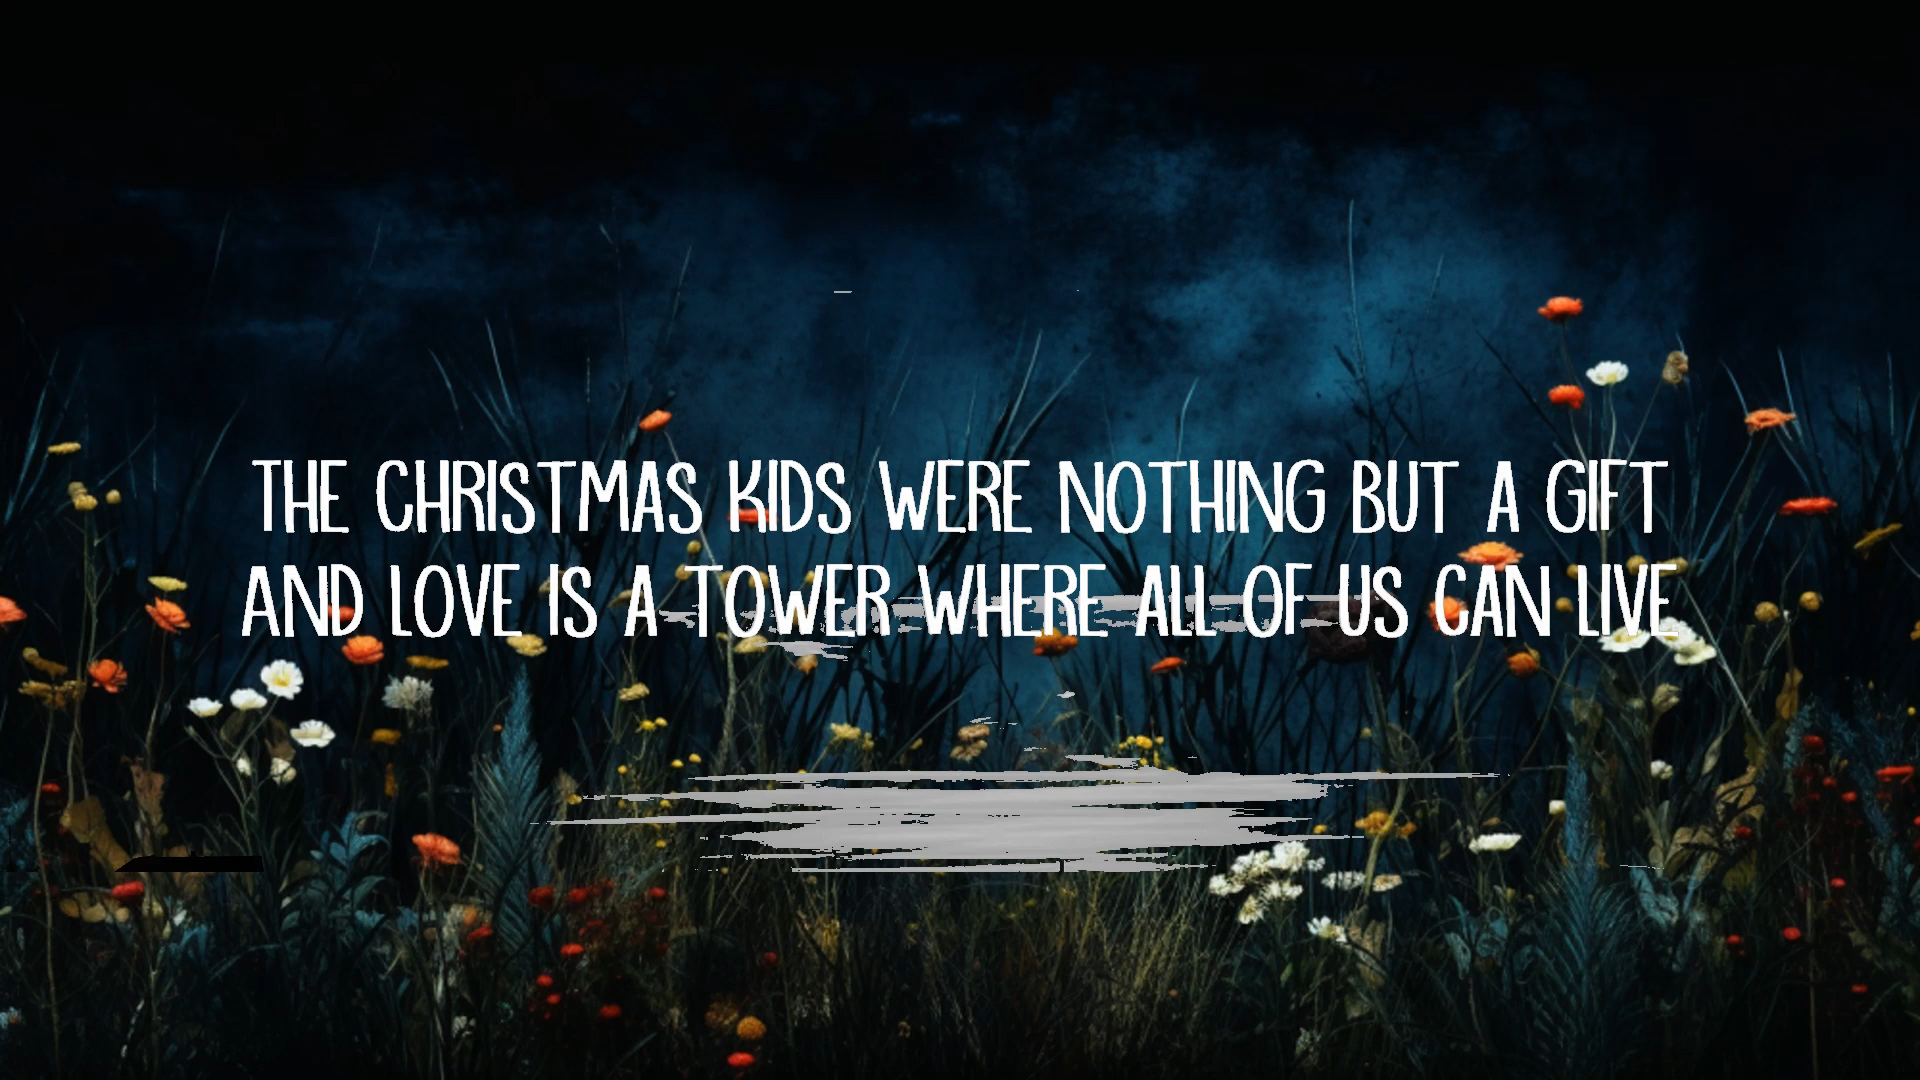 THE CHRISTMAS KIDS WERE NOTHING BUT A GIFT
AND LOVE IS A TOWER WHERE ALL OF US CAN LIVE